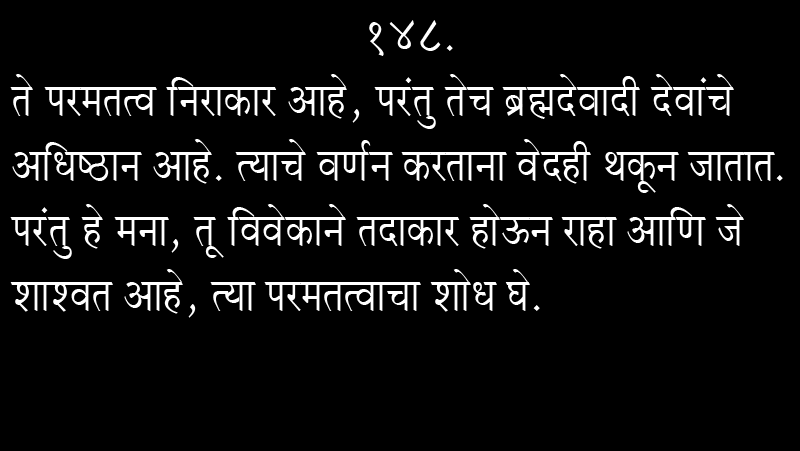 १४८.
ते परमतत्व निराकार आहे, परंतु तेच ब्रह्मदेवादी देवांचे
अधिष्ठान आहे. त्याचे वर्णन करताना वेदही थकून जातात.
परंतु हे मना, तू विवेकाने तदाकार होऊन राहा आणि जे
शाश्वत आहे, त्या परमतत्वाचा शोध घे.